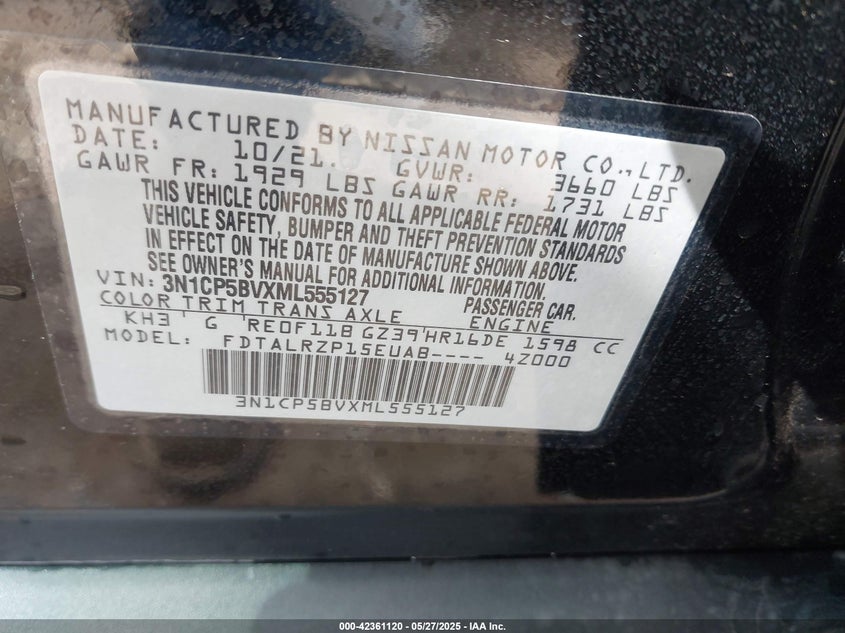 MANUFACTURED BY NISSAN MOTOR CO.,LTD.
DATE: 10/21. GVWR: 3660 LBS
GAWR FR: 1929 LBS GAWR RR: 1731 LBS
THIS VEHICLE CONFORMS TO ALL APPLICABLE FEDERAL MOTOR
VEHICLE SAFETY, BUMPER AND THEFT PREVENTION STANDARDS
IN EFFECT ON THE DATE OF MANUFACTURE SHOWN ABOVE.
SEE OWNER'S MANUAL FOR ADDITIONAL INFORMATION.
VIN: 3N1CP5BVXML555127 PASSENGER CAR.
COLOR TRIM TRANS AXLE ENGINE
KH3 G RE0F11B GZ39 HR16DE 1598 CC
MODEL: FDTALRZP15EUAB---- 4Z000
3N1CP5BVXML555127
000-42361120 — 05/27/2025 — IAA Inc.